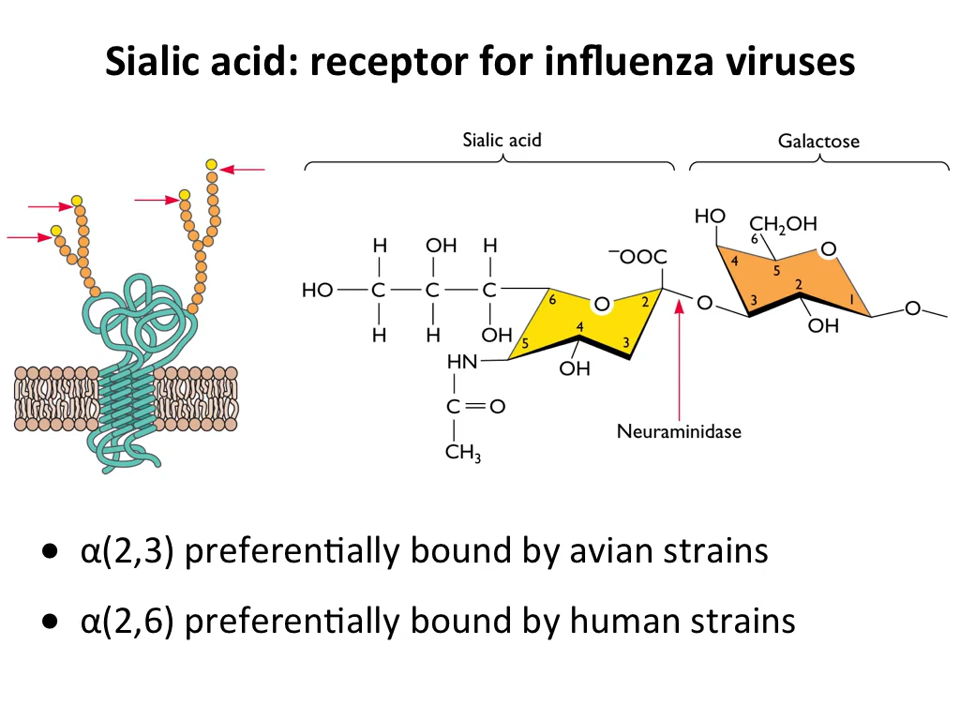 Sialic acid: receptor for influenza viruses
Sialic acid
Galactose
HO
CH₂OH
6
O
4
5
2
3
1
OH
O
H OH H
⁻OOC
HO C C C
6
O
2
O
H H OH
5
4
3
OH
HN
C=O
CH₃
Neuraminidase
• α(2,3) preferentially bound by avian strains
• α(2,6) preferentially bound by human strains